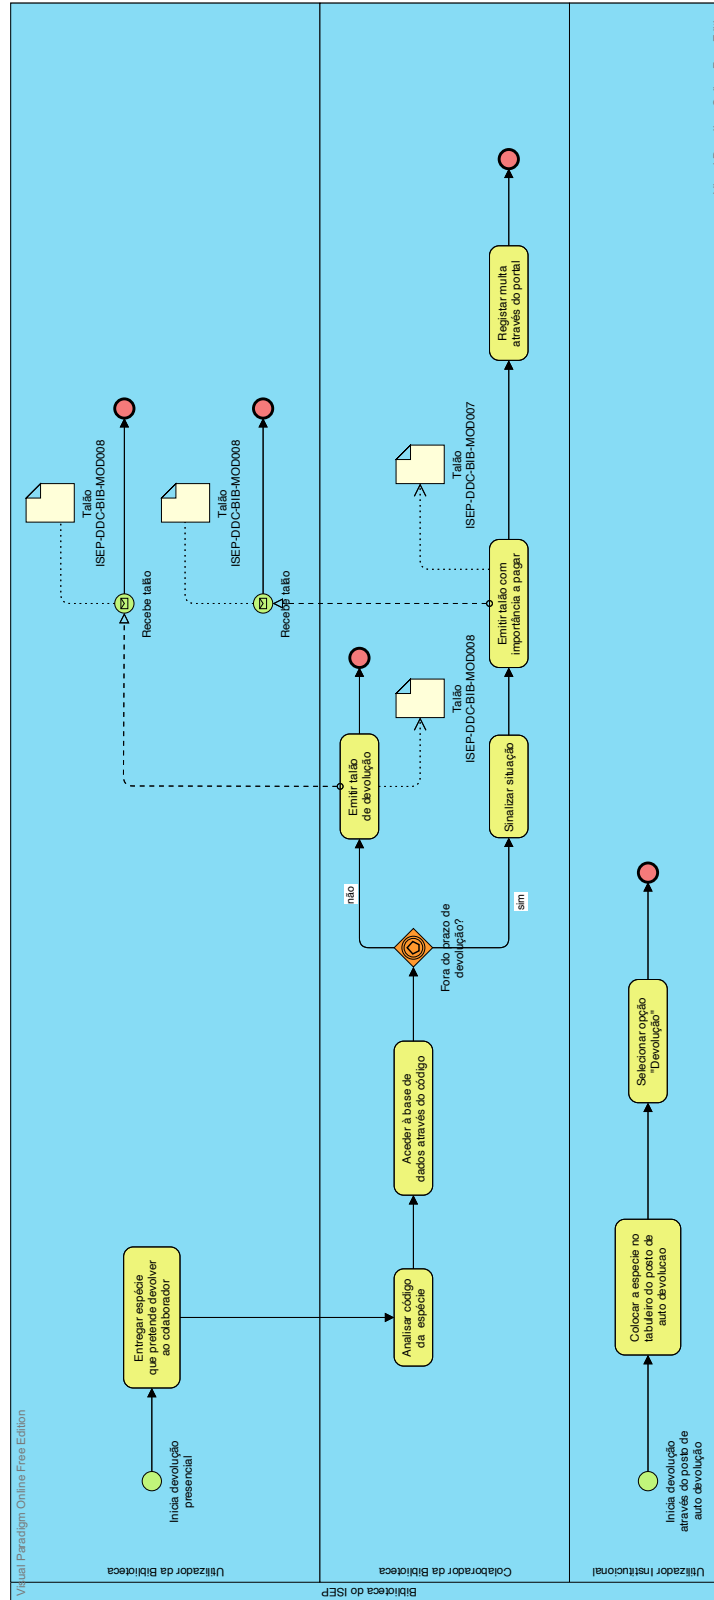 Visual Paradigm Online Free Edition
Biblioteca do ISEP
Utilizador da Biblioteca
Inicia devolução
presencial
Entregar espécie
que pretende devolver
ao colaborador
Recebe talão
Talão
ISEP-DDC-BIB-MOD008
Recebe talão
Talão
ISEP-DDC-BIB-MOD008
Colaborador da Biblioteca
Analisar código
da espécie
Aceder à base de
dados através do código
Fora do prazo de
devolução?
não
sim
Emitir talão
de devolução
Talão
ISEP-DDC-BIB-MOD008
Sinalizar situação
Emitir talão com
importância a pagar
Talão
ISEP-DDC-BIB-MOD007
Registar multa
através do portal
Utilizador Institucional
Inicia devolução
através do posto de
auto devolução
Colocar a especie no
tabuleiro do posto de
auto devolucao
Selecionar opção
"Devolução"